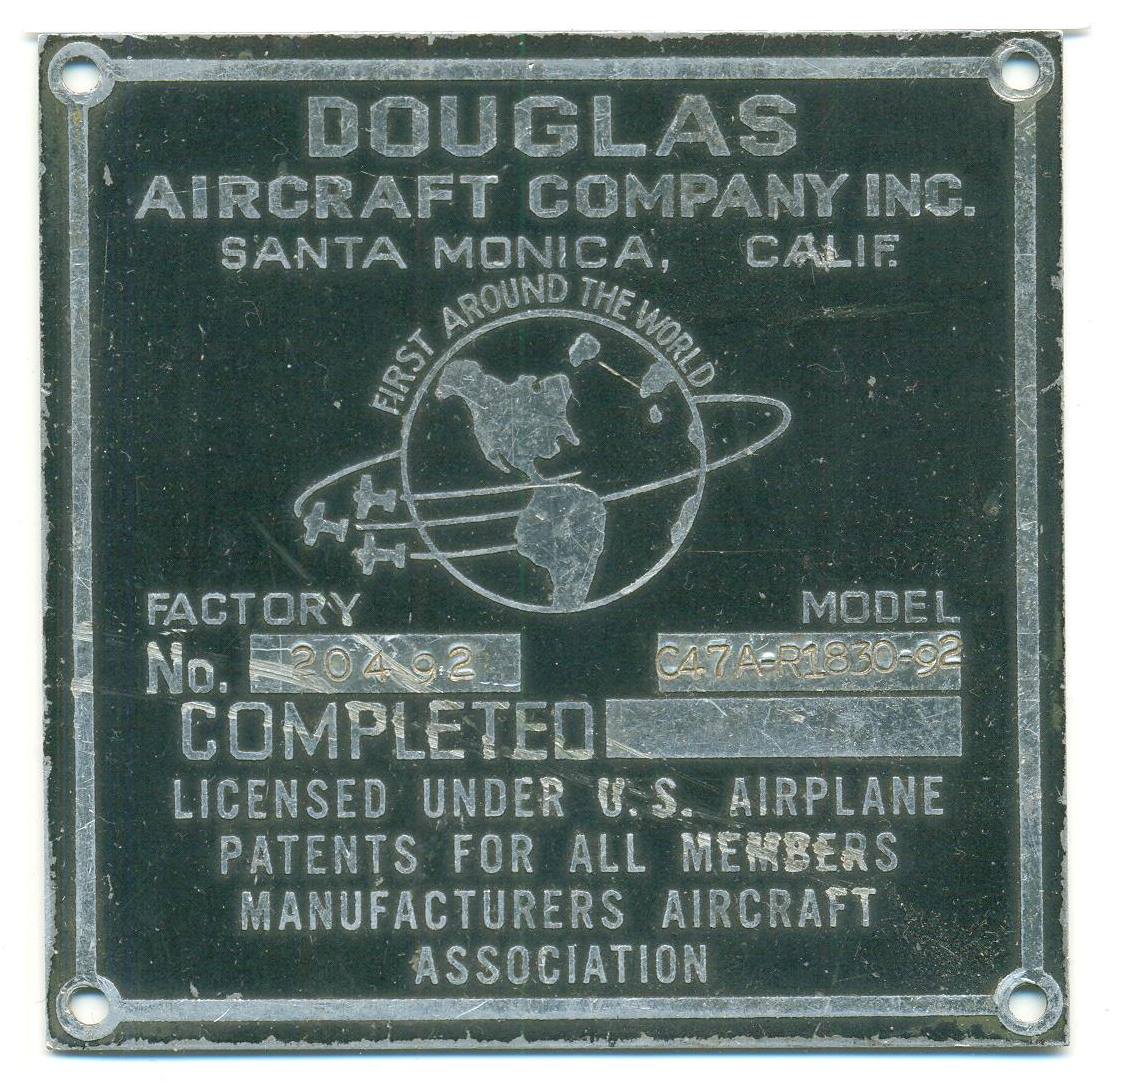 DOUGLAS
AIRCRAFT COMPANY INC.
SANTA MONICA, CALIF.
FIRST AROUND THE WORLD
FACTORY MODEL
No. 20492 C47A-R1830-92
COMPLETED
LICENSED UNDER U.S. AIRPLANE
PATENTS FOR ALL MEMBERS
MANUFACTURERS AIRCRAFT
ASSOCIATION